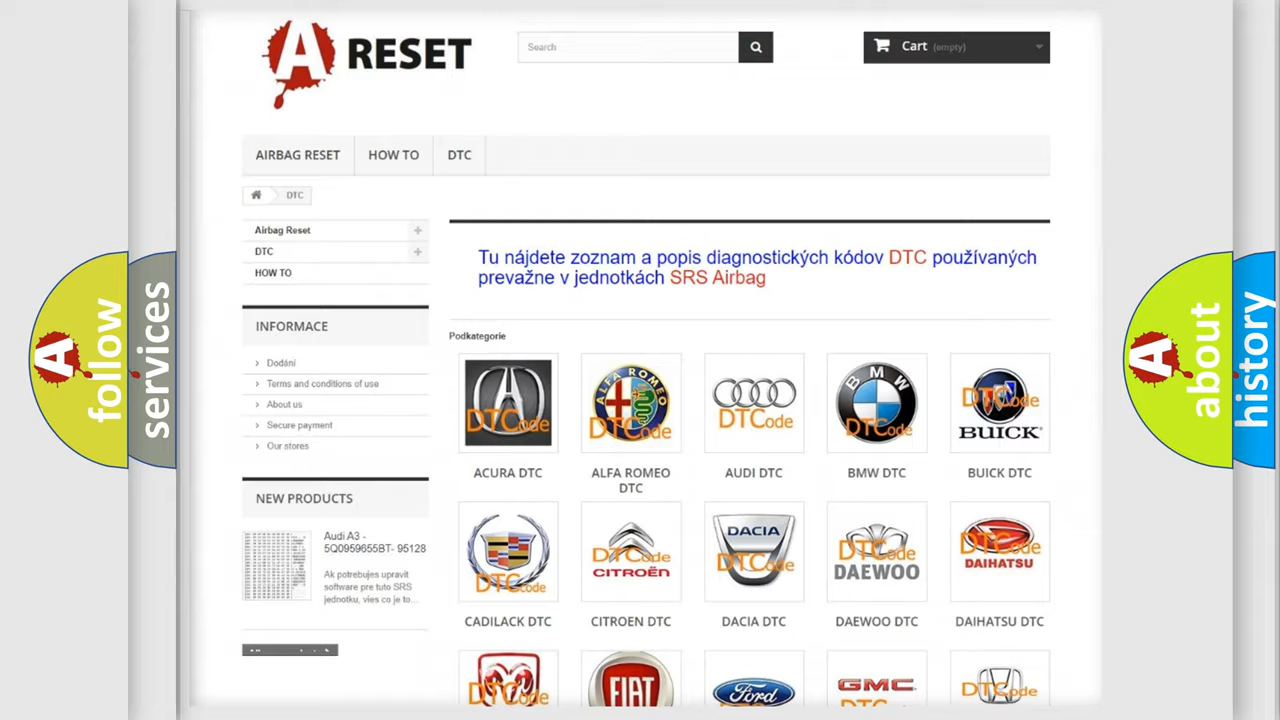 A RESET
Search
Cart (empty)
AIRBAG RESET
HOW TO
DTC
DTC
Airbag Reset
DTC
HOW TO
INFORMACE
Dodání
Terms and conditions of use
About us
Secure payment
Our stores
NEW PRODUCTS
Audi A3 -
5Q0959655BT- 95128
Ak potrebujes upravit
software pre tuto SRS
jednotku, vies co je to...
Tu nájdete zoznam a popis diagnostických kódov DTC používaných
prevažne v jednotkách SRS Airbag
Podkategorie
DTCode
ALFA ROMEO
DTCode
DTCode
BMW
DTCode
DTCode
BUICK
ACURA DTC
ALFA ROMEO
DTC
AUDI DTC
BMW DTC
BUICK DTC
DTCode
DTCode
CITROËN
DACIA
DTCode
DTCode
DAEWOO
DTCode
DAIHATSU
CADILACK DTC
CITROEN DTC
DACIA DTC
DAEWOO DTC
DAIHATSU DTC
DTCode
FIAT
Ford
GMC
DTCode
A follow
services
A about
history